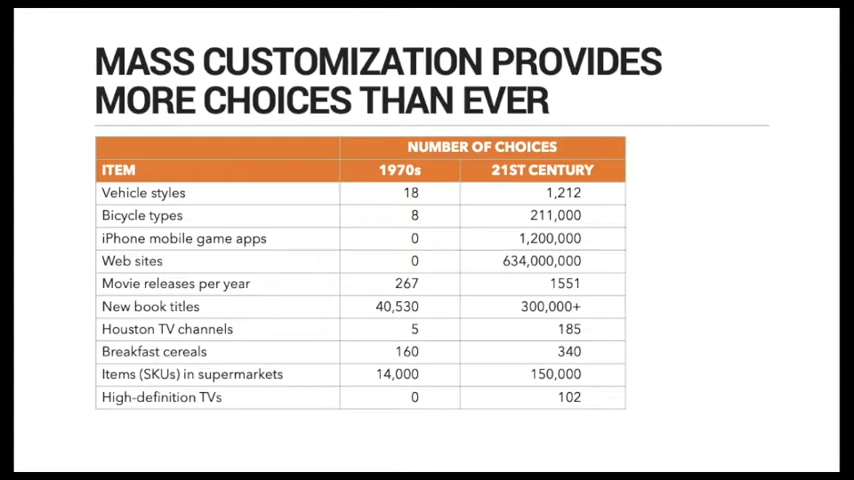 MASS CUSTOMIZATION PROVIDES
MORE CHOICES THAN EVER
NUMBER OF CHOICES
ITEM 1970s 21ST CENTURY
Vehicle styles 18 1,212
Bicycle types 8 211,000
iPhone mobile game apps 0 1,200,000
Web sites 0 634,000,000
Movie releases per year 267 1551
New book titles 40,530 300,000+
Houston TV channels 5 185
Breakfast cereals 160 340
Items (SKUs) in supermarkets 14,000 150,000
High-definition TVs 0 102